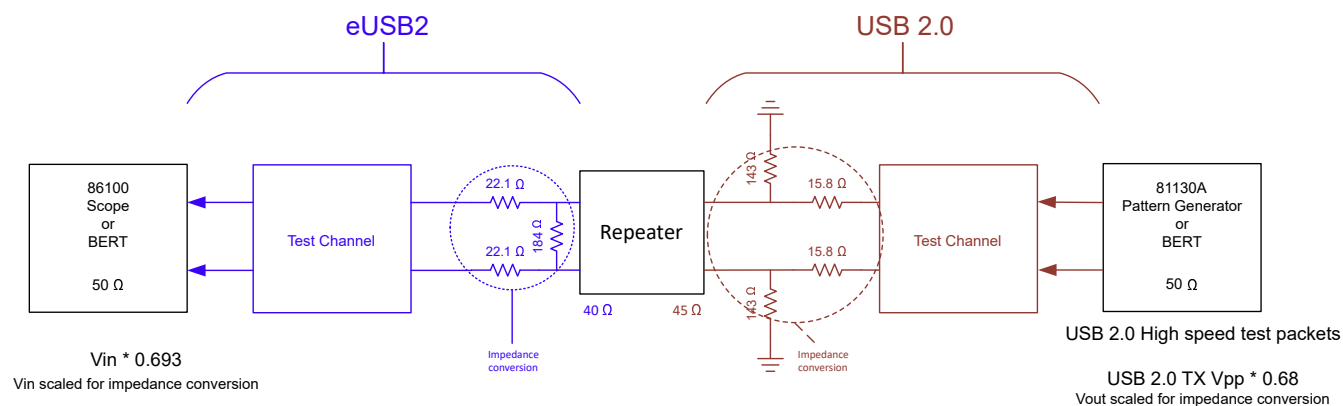 eUSB2
USB 2.0
86100
Scope
or
BERT
50 Ω
Test Channel
22.1 Ω
184 Ω
22.1 Ω
Repeater
40 Ω
45 Ω
143 Ω
15.8 Ω
15.8 Ω
143 Ω
Test Channel
81130A
Pattern Generator
or
BERT
50 Ω
Impedance
conversion
Impedance
conversion
USB 2.0 High speed test packets
Vin * 0.693
Vin scaled for impedance conversion
USB 2.0 TX Vpp * 0.68
Vout scaled for impedance conversion